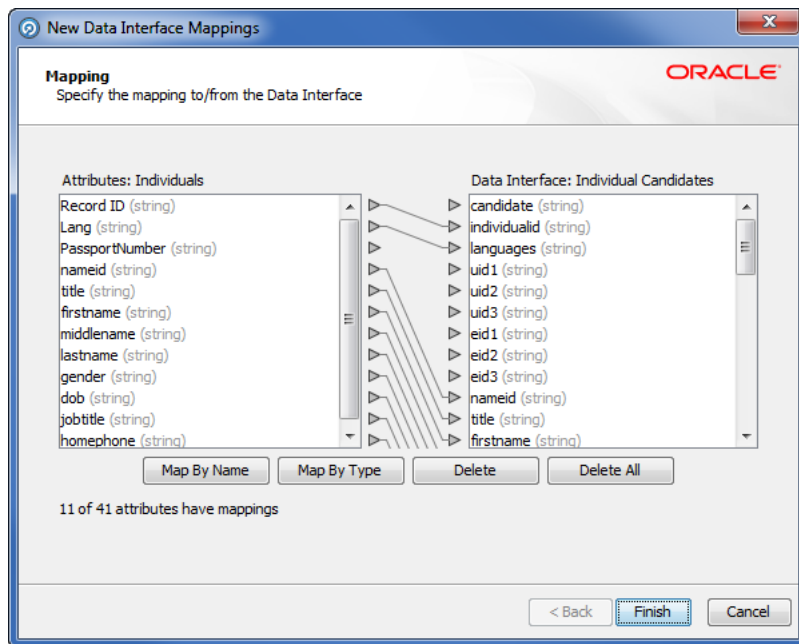 New Data Interface Mappings
Mapping
ORACLE
Specify the mapping to/from the Data Interface
Attributes: Individuals
Data Interface: Individual Candidates
Record ID (string)
candidate (string)
Lang (string)
individualid (string)
PassportNumber (string)
languages (string)
nameid (string)
uid1 (string)
title (string)
uid2 (string)
firstname (string)
uid3 (string)
middlename (string)
eid1 (string)
lastname (string)
eid2 (string)
gender (string)
eid3 (string)
dob (string)
nameid (string)
jobtitle (string)
title (string)
homephone (string)
firstname (string)
Map By Name
Map By Type
Delete
Delete All
11 of 41 attributes have mappings
< Back
Finish
Cancel